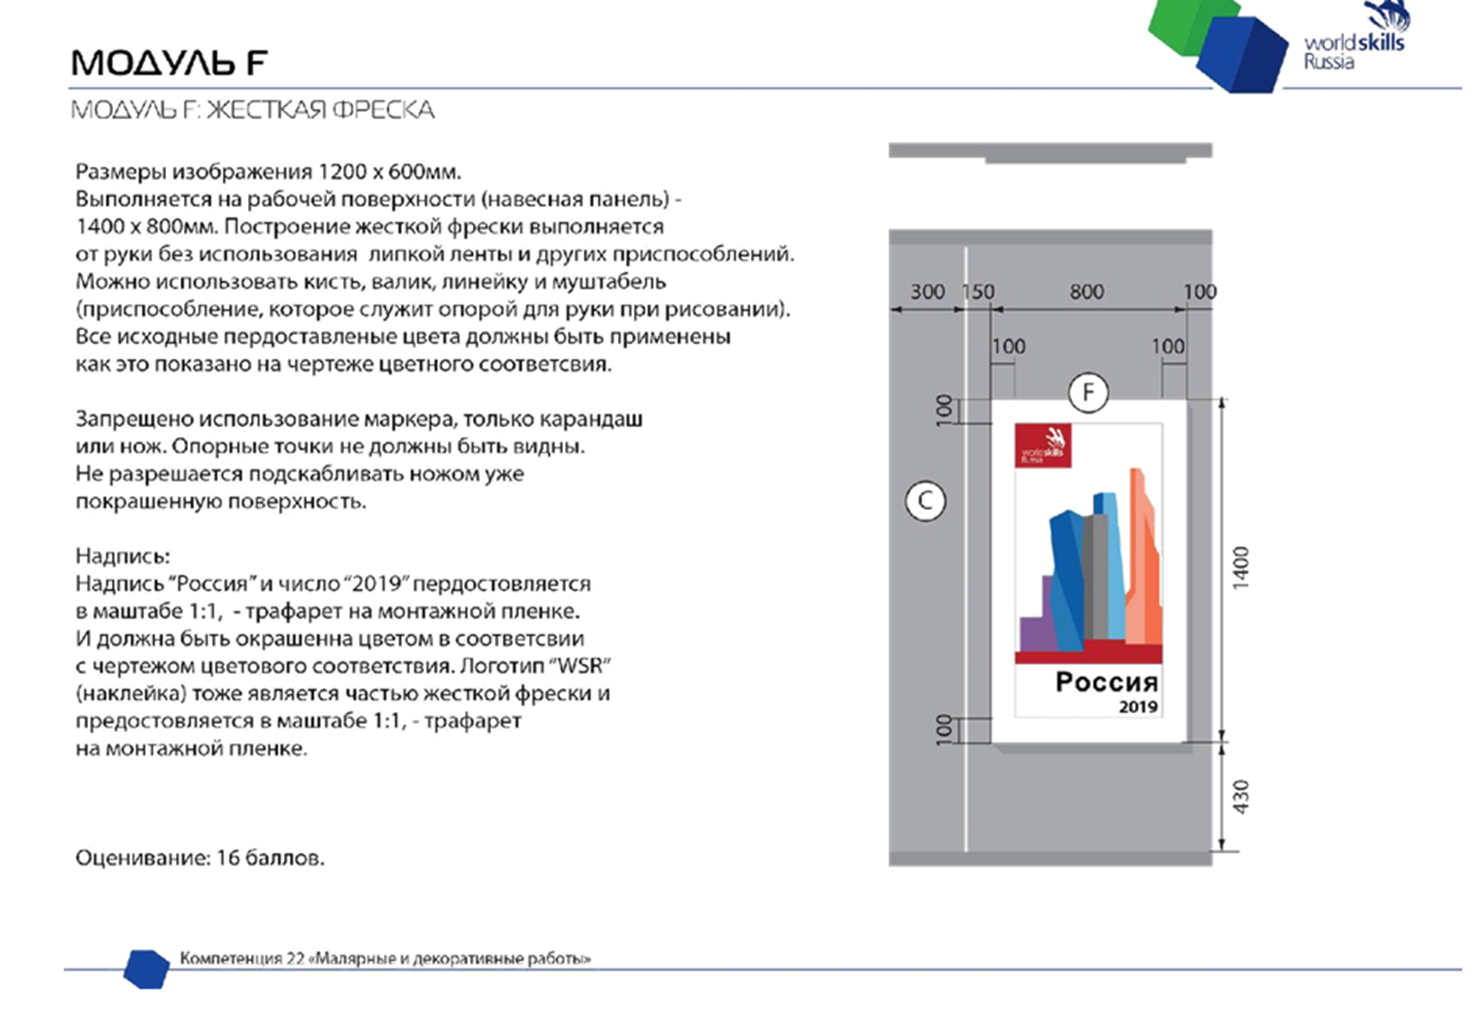 МОДУЛЬ F
МОДУЛЬ F: ЖЕСТКАЯ ФРЕСКА
worldskills
Russia
Размеры изображения 1200 х 600мм.
Выполняется на рабочей поверхности (навесная панель) -
1400 х 800мм. Построение жесткой фрески выполняется
от руки без использования липкой ленты и других приспособлений.
Можно использовать кисть, валик, линейку и муштабель
(приспособление, которое служит опорой для руки при рисовании).
Все исходные пердоставленые цвета должны быть применены
как это показано на чертеже цветного соответсвия.
Запрещено использование маркера, только карандаш
или нож. Опорные точки не должны быть видны.
Не разрешается подскабливать ножом уже
покрашенную поверхность.
Надпись:
Надпись “Россия” и число “2019” пердостовляется
в маштабе 1:1, - трафарет на монтажной пленке.
И должна быть окрашенна цветом в соответсвии
с чертежом цветового соответствия. Логотип “WSR”
(наклейка) тоже является частью жесткой фрески и
предостовляется в маштабе 1:1, - трафарет
на монтажной пленке.
Оценивание: 16 баллов.
300 150 800 100
100 100
F
100
worldskills
Russia
C
1400
Россия
2019
100
430
Компетенция 22 «Малярные и декоративные работы»